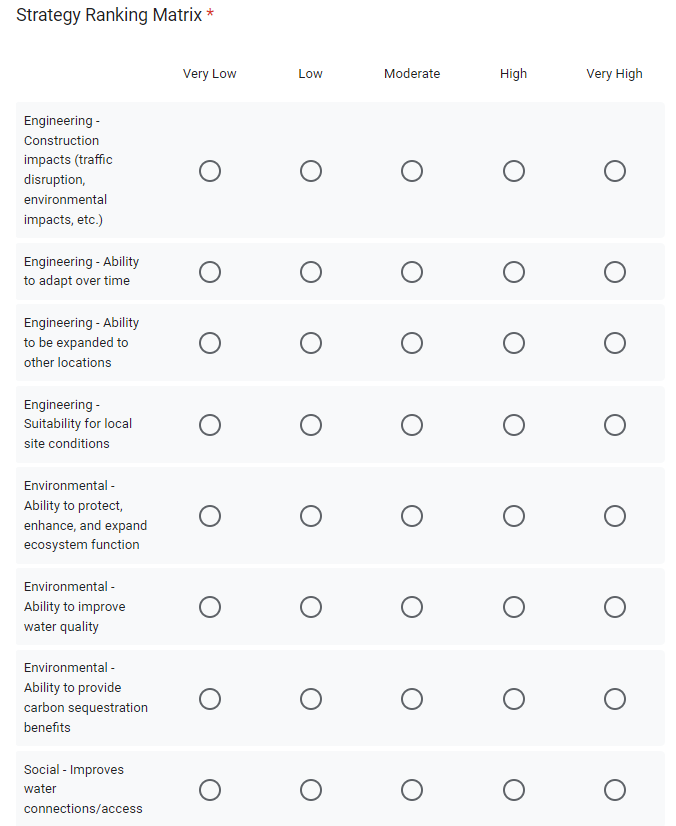 Strategy Ranking Matrix *
Very Low Low Moderate High Very High
Engineering -
Construction
impacts (traffic
disruption,
environmental
impacts, etc.)
Engineering - Ability
to adapt over time
Engineering - Ability
to be expanded to
other locations
Engineering -
Suitability for local
site conditions
Environmental -
Ability to protect,
enhance, and expand
ecosystem function
Environmental -
Ability to improve
water quality
Environmental -
Ability to provide
carbon sequestration
benefits
Social - Improves
water
connections/access